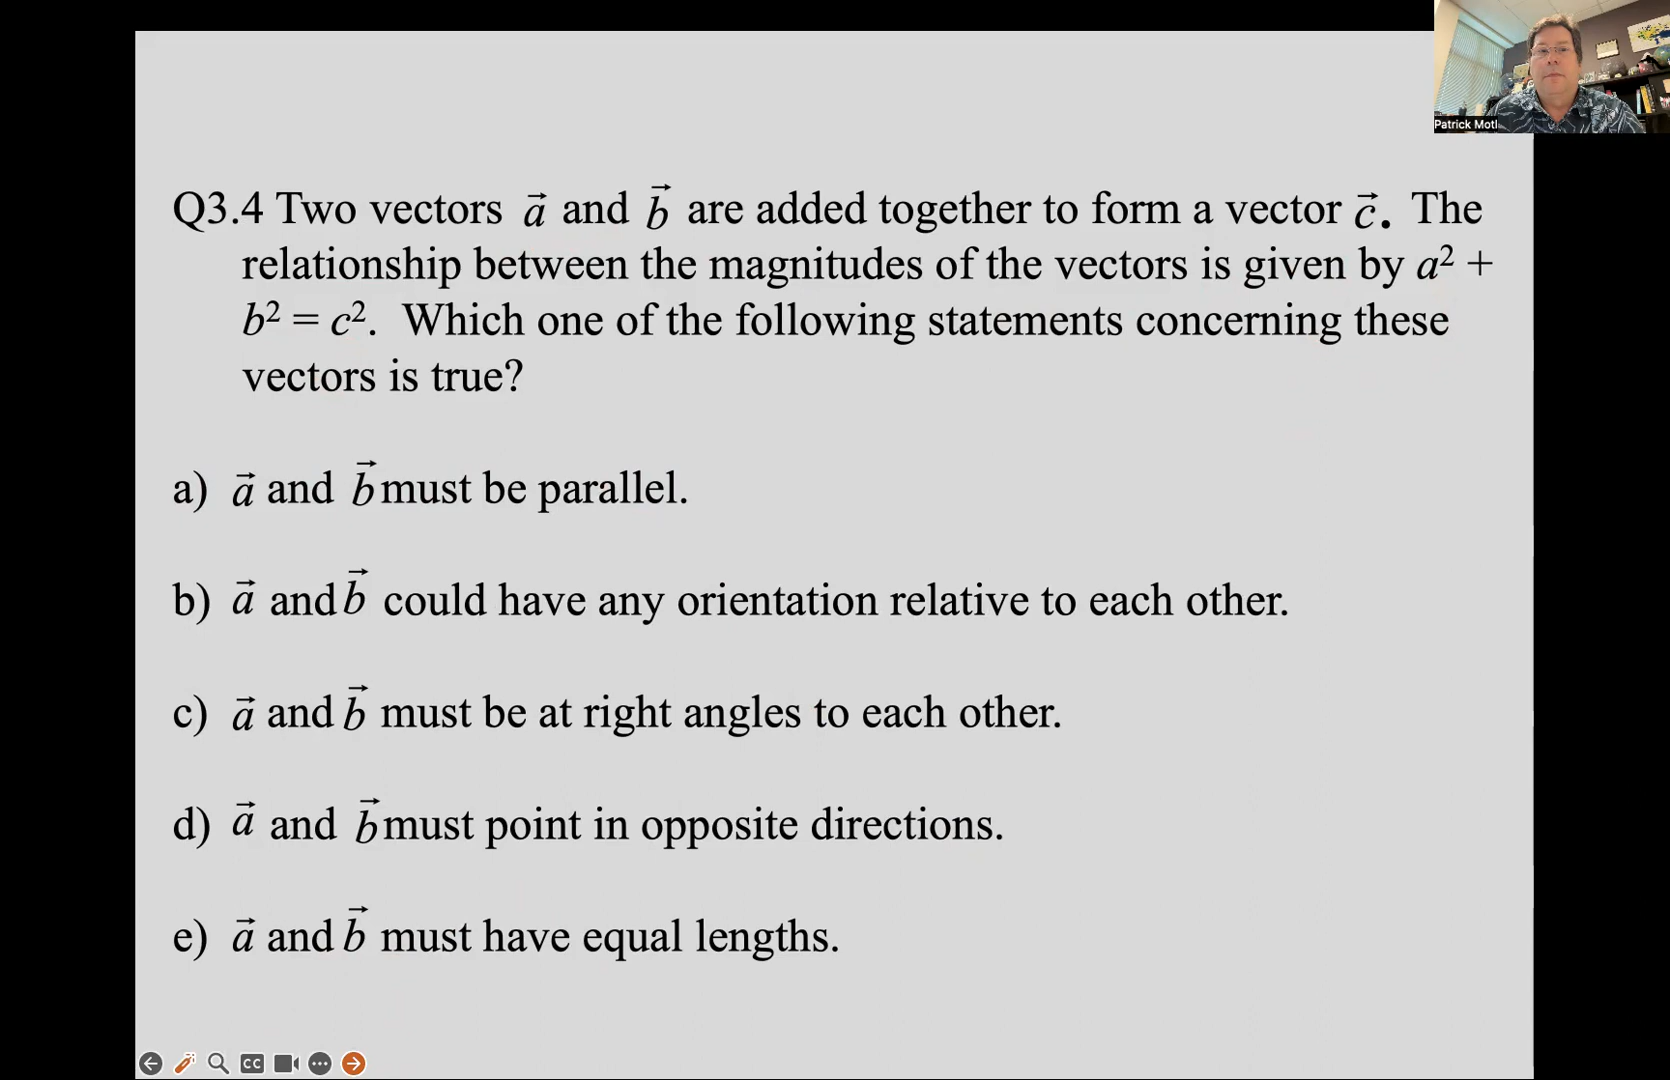 Patrick Motl
Q3.4 Two vectors a⃗ and b⃗ are added together to form a vector c⃗. The
relationship between the magnitudes of the vectors is given by a² +
b² = c². Which one of the following statements concerning these
vectors is true?
a) a⃗ and b⃗ must be parallel.
b) a⃗ and b⃗ could have any orientation relative to each other.
c) a⃗ and b⃗ must be at right angles to each other.
d) a⃗ and b⃗ must point in opposite directions.
e) a⃗ and b⃗ must have equal lengths.
CC